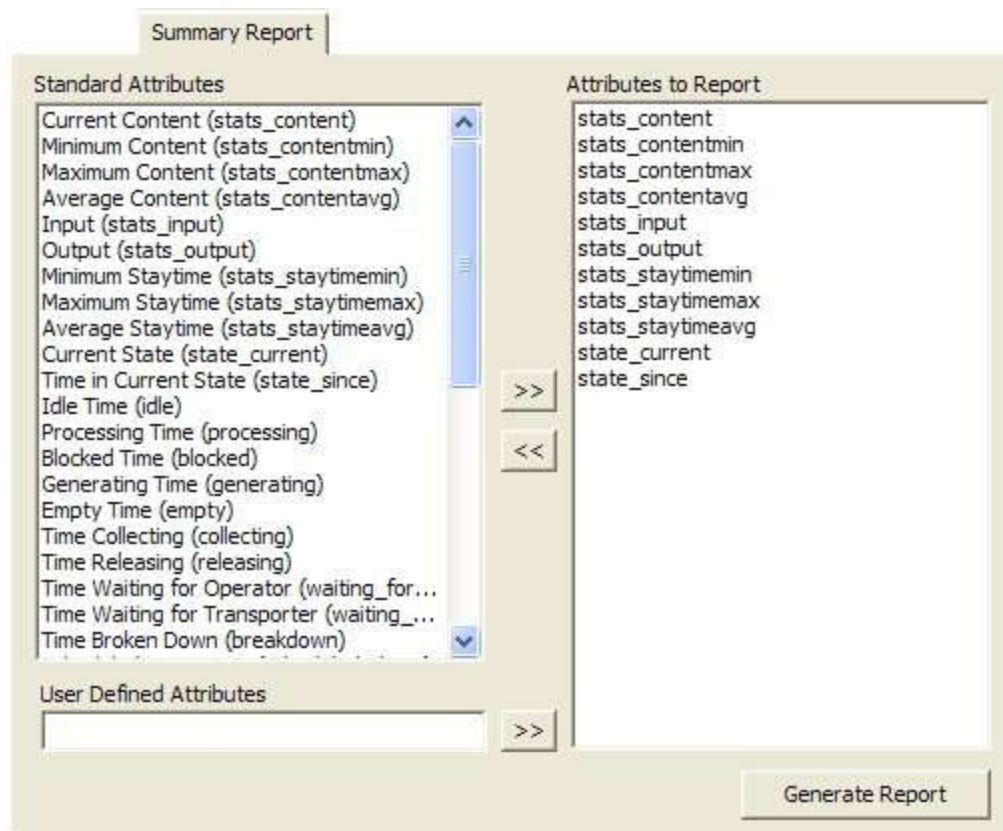 Summary Report
Standard Attributes
Current Content (stats_content)
Minimum Content (stats_contentmin)
Maximum Content (stats_contentmax)
Average Content (stats_contentavg)
Input (stats_input)
Output (stats_output)
Minimum Staytime (stats_staytimemin)
Maximum Staytime (stats_staytimemax)
Average Staytime (stats_staytimeavg)
Current State (state_current)
Time in Current State (state_since)
Idle Time (idle)
Processing Time (processing)
Blocked Time (blocked)
Generating Time (generating)
Empty Time (empty)
Time Collecting (collecting)
Time Releasing (releasing)
Time Waiting for Operator (waiting_for...
Time Waiting for Transporter (waiting_...
Time Broken Down (breakdown)
>>
<<
Attributes to Report
stats_content
stats_contentmin
stats_contentmax
stats_contentavg
stats_input
stats_output
stats_staytimemin
stats_staytimemax
stats_staytimeavg
state_current
state_since
User Defined Attributes
>>
Generate Report